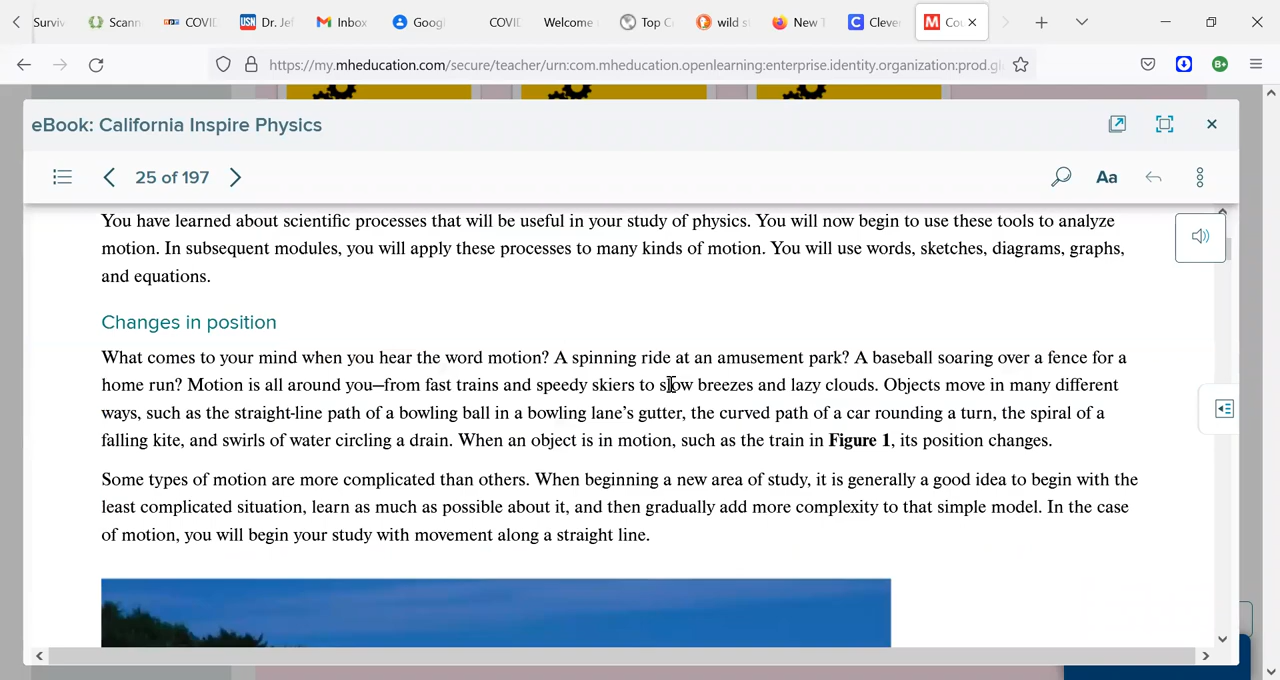 Surviv Scann COVID USN Dr. Jef Inbox Googl COVID Welcome Top C wild s New T C Clever M Cou
https://my.mheducation.com/secure/teacher/urn:com.mheducation.openlearning:enterprise.identity.organization:prod.gl
B+
eBook: California Inspire Physics
25 of 197
Aa
You have learned about scientific processes that will be useful in your study of physics. You will now begin to use these tools to analyze
motion. In subsequent modules, you will apply these processes to many kinds of motion. You will use words, sketches, diagrams, graphs,
and equations.
Changes in position
What comes to your mind when you hear the word motion? A spinning ride at an amusement park? A baseball soaring over a fence for a
home run? Motion is all around you—from fast trains and speedy skiers to slow breezes and lazy clouds. Objects move in many different
ways, such as the straight-line path of a bowling ball in a bowling lane's gutter, the curved path of a car rounding a turn, the spiral of a
falling kite, and swirls of water circling a drain. When an object is in motion, such as the train in Figure 1, its position changes.
Some types of motion are more complicated than others. When beginning a new area of study, it is generally a good idea to begin with the
least complicated situation, learn as much as possible about it, and then gradually add more complexity to that simple model. In the case
of motion, you will begin your study with movement along a straight line.